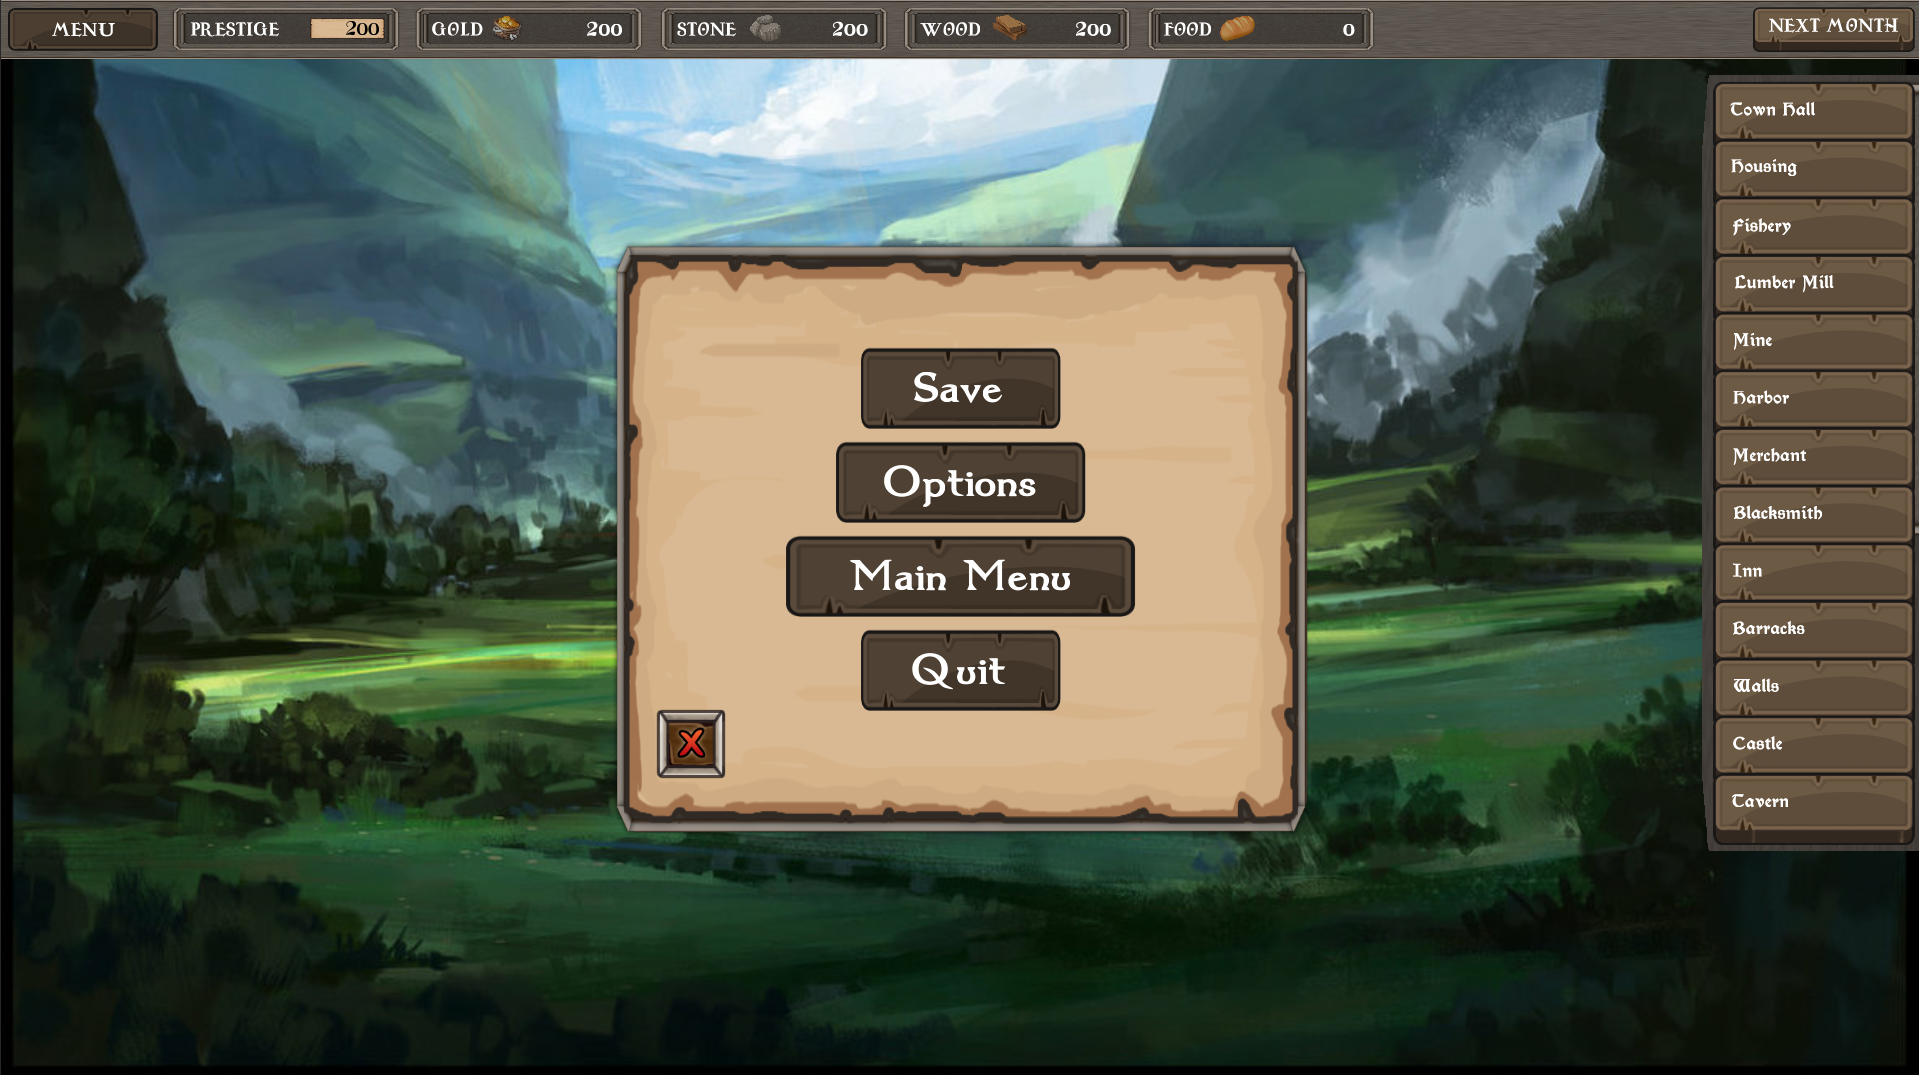 MENU
PRESTIGE 200
GOLD 200
STONE 200
WOOD 200
FOOD 0
NEXT MONTH
Town Hall
Housing
Fishery
Lumber Mill
Mine
Harbor
Merchant
Blacksmith
Inn
Barracks
Walls
Castle
Tavern
Save
Options
Main Menu
Quit
X